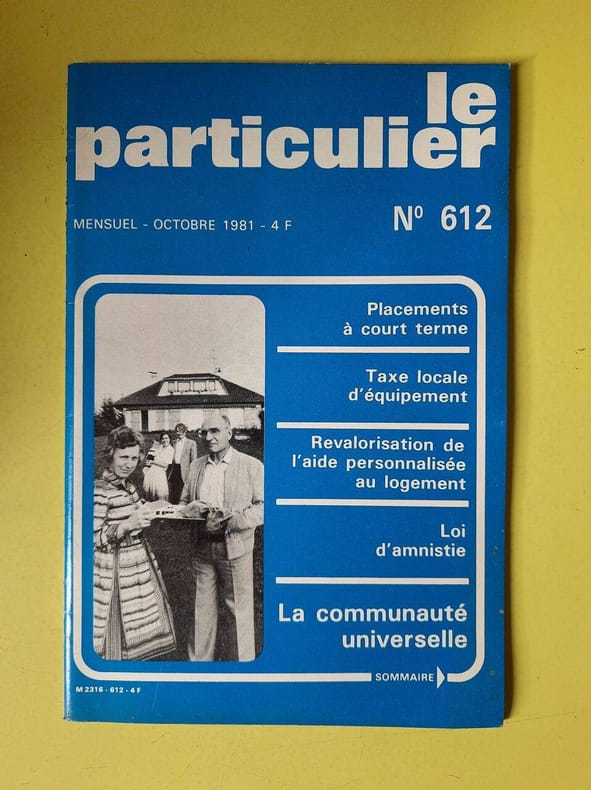 le
particulier
MENSUEL - OCTOBRE 1981 - 4 F
Nº 612
Placements
à court terme
Taxe locale
d'équipement
Revalorisation de
l'aide personnalisée
au logement
Loi
d'amnistie
La communauté
universelle
SOMMAIRE
M 2316 - 612 - 4 F